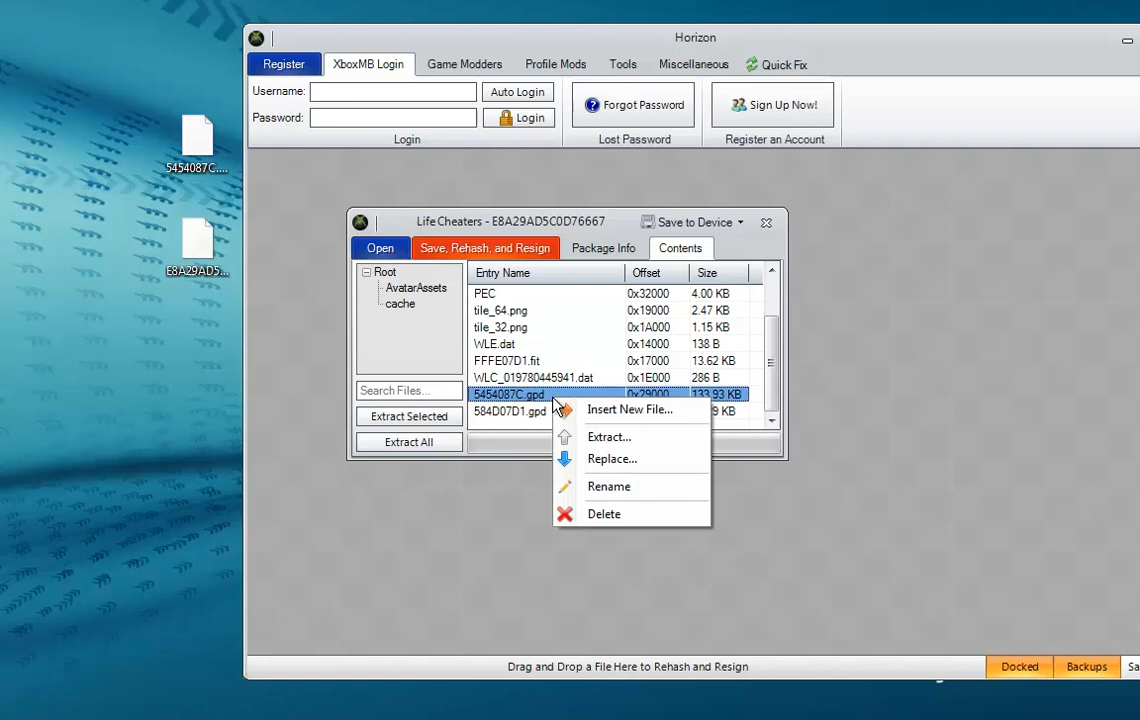 Horizon
Register XboxMB Login Game Modders Profile Mods Tools Miscellaneous Quick Fix
Username: Auto Login Forgot Password Sign Up Now!
Password: Login
Login Lost Password Register an Account
5454087C....
E8A29AD5...
Life Cheaters - E8A29AD5C0D76667 Save to Device
Open Save, Rehash, and Resign Package Info Contents
Root
AvatarAssets
cache
Search Files...
Extract Selected
Extract All
Entry Name Offset Size
PEC 0x32000 4.00 KB
tile_64.png 0x19000 2.47 KB
tile_32.png 0x1A000 1.15 KB
WLE.dat 0x14000 138 B
FFFE07D1.fit 0x17000 13.62 KB
WLC_019780445941.dat 0x1E000 286 B
5454087C.gpd 0x29000 133.93 KB
584D07D1.gpd 9 KB
Insert New File...
Extract...
Replace...
Rename
Delete
Drag and Drop a File Here to Rehash and Resign Docked Backups Sa